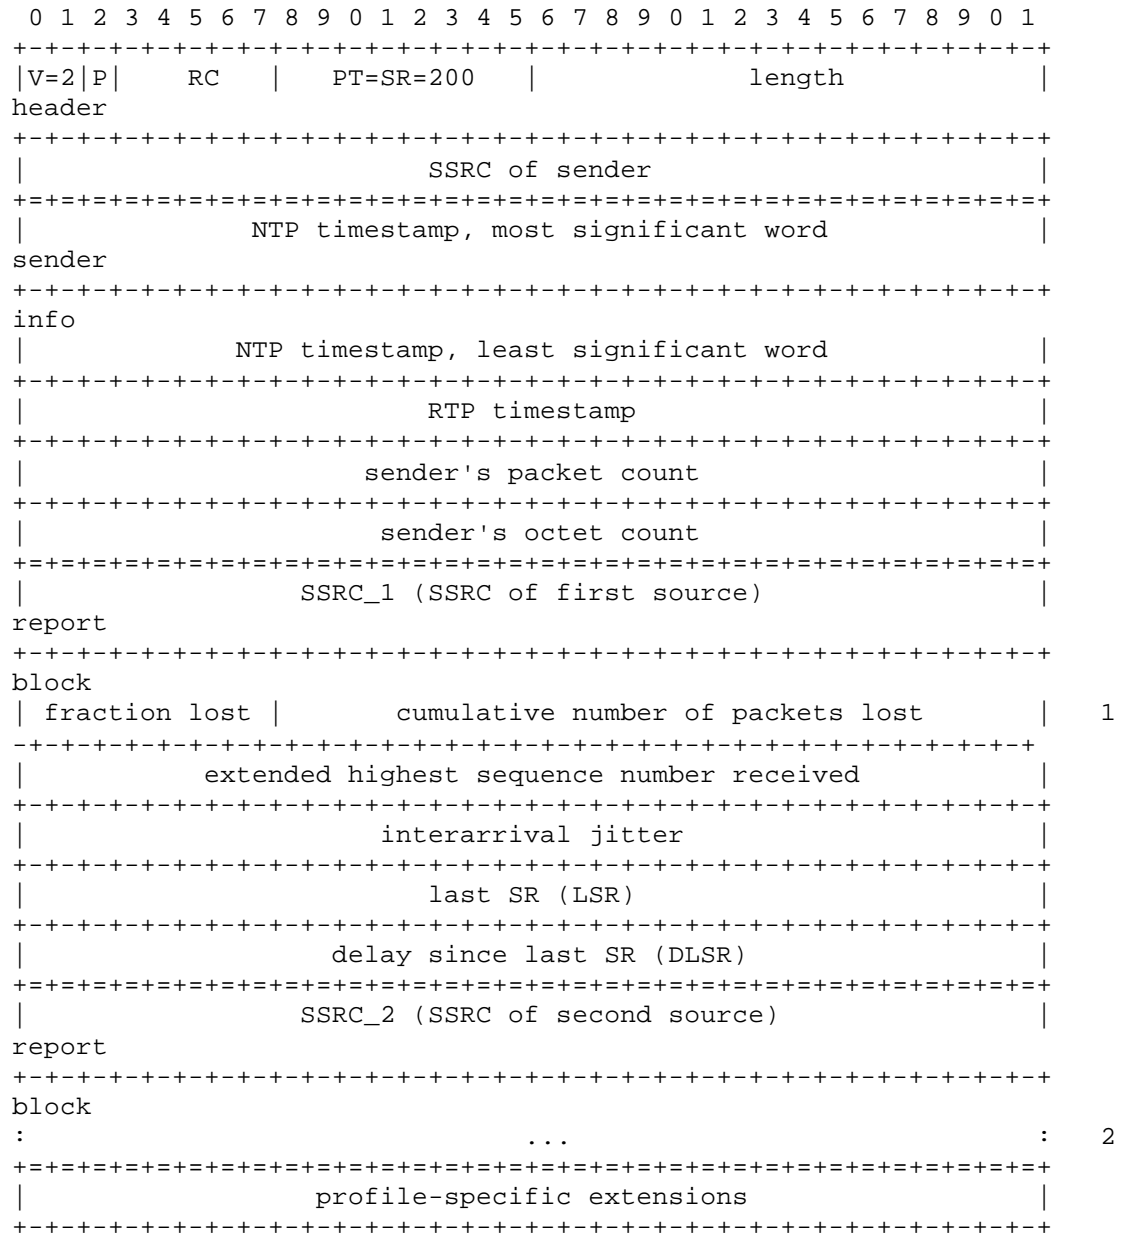 0 1 2 3 4 5 6 7 8 9 0 1 2 3 4 5 6 7 8 9 0 1 2 3 4 5 6 7 8 9 0 1
+-+-+-+-+-+-+-+-+-+-+-+-+-+-+-+-+-+-+-+-+-+-+-+-+-+-+-+-+-+-+-+-+
|V=2|P|    RC   |   PT=SR=200   |             length            |
header
+-+-+-+-+-+-+-+-+-+-+-+-+-+-+-+-+-+-+-+-+-+-+-+-+-+-+-+-+-+-+-+-+
|                         SSRC of sender                        |
+=+=+=+=+=+=+=+=+=+=+=+=+=+=+=+=+=+=+=+=+=+=+=+=+=+=+=+=+=+=+=+=+
|              NTP timestamp, most significant word             |
sender
+-+-+-+-+-+-+-+-+-+-+-+-+-+-+-+-+-+-+-+-+-+-+-+-+-+-+-+-+-+-+-+-+
info
|             NTP timestamp, least significant word             |
+-+-+-+-+-+-+-+-+-+-+-+-+-+-+-+-+-+-+-+-+-+-+-+-+-+-+-+-+-+-+-+-+
|                         RTP timestamp                         |
+-+-+-+-+-+-+-+-+-+-+-+-+-+-+-+-+-+-+-+-+-+-+-+-+-+-+-+-+-+-+-+-+
|                     sender's packet count                     |
+-+-+-+-+-+-+-+-+-+-+-+-+-+-+-+-+-+-+-+-+-+-+-+-+-+-+-+-+-+-+-+-+
|                      sender's octet count                     |
+=+=+=+=+=+=+=+=+=+=+=+=+=+=+=+=+=+=+=+=+=+=+=+=+=+=+=+=+=+=+=+=+
|                 SSRC_1 (SSRC of first source)                 |
report
+-+-+-+-+-+-+-+-+-+-+-+-+-+-+-+-+-+-+-+-+-+-+-+-+-+-+-+-+-+-+-+-+
block
| fraction lost |       cumulative number of packets lost       |   1
-+-+-+-+-+-+-+-+-+-+-+-+-+-+-+-+-+-+-+-+-+-+-+-+-+-+-+-+-+-+-+-+
|           extended highest sequence number received           |
+-+-+-+-+-+-+-+-+-+-+-+-+-+-+-+-+-+-+-+-+-+-+-+-+-+-+-+-+-+-+-+-+
|                      interarrival jitter                      |
+-+-+-+-+-+-+-+-+-+-+-+-+-+-+-+-+-+-+-+-+-+-+-+-+-+-+-+-+-+-+-+-+
|                         last SR (LSR)                         |
+-+-+-+-+-+-+-+-+-+-+-+-+-+-+-+-+-+-+-+-+-+-+-+-+-+-+-+-+-+-+-+-+
|                   delay since last SR (DLSR)                  |
+=+=+=+=+=+=+=+=+=+=+=+=+=+=+=+=+=+=+=+=+=+=+=+=+=+=+=+=+=+=+=+=+
|                 SSRC_2 (SSRC of second source)                |
report
+-+-+-+-+-+-+-+-+-+-+-+-+-+-+-+-+-+-+-+-+-+-+-+-+-+-+-+-+-+-+-+-+
block
:                               ...                             :   2
+=+=+=+=+=+=+=+=+=+=+=+=+=+=+=+=+=+=+=+=+=+=+=+=+=+=+=+=+=+=+=+=+
|                  profile-specific extensions                  |
+-+-+-+-+-+-+-+-+-+-+-+-+-+-+-+-+-+-+-+-+-+-+-+-+-+-+-+-+-+-+-+-+